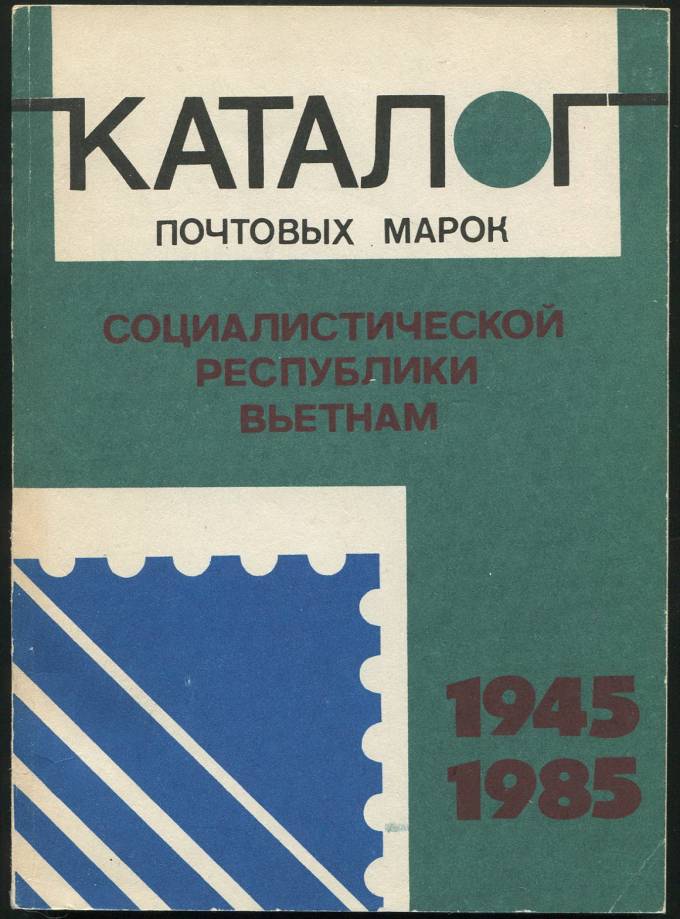 КАТАЛОГ
ПОЧТОВЫХ МАРОК
СОЦИАЛИСТИЧЕСКОЙ
РЕСПУБЛИКИ
ВЬЕТНАМ
1945
1985